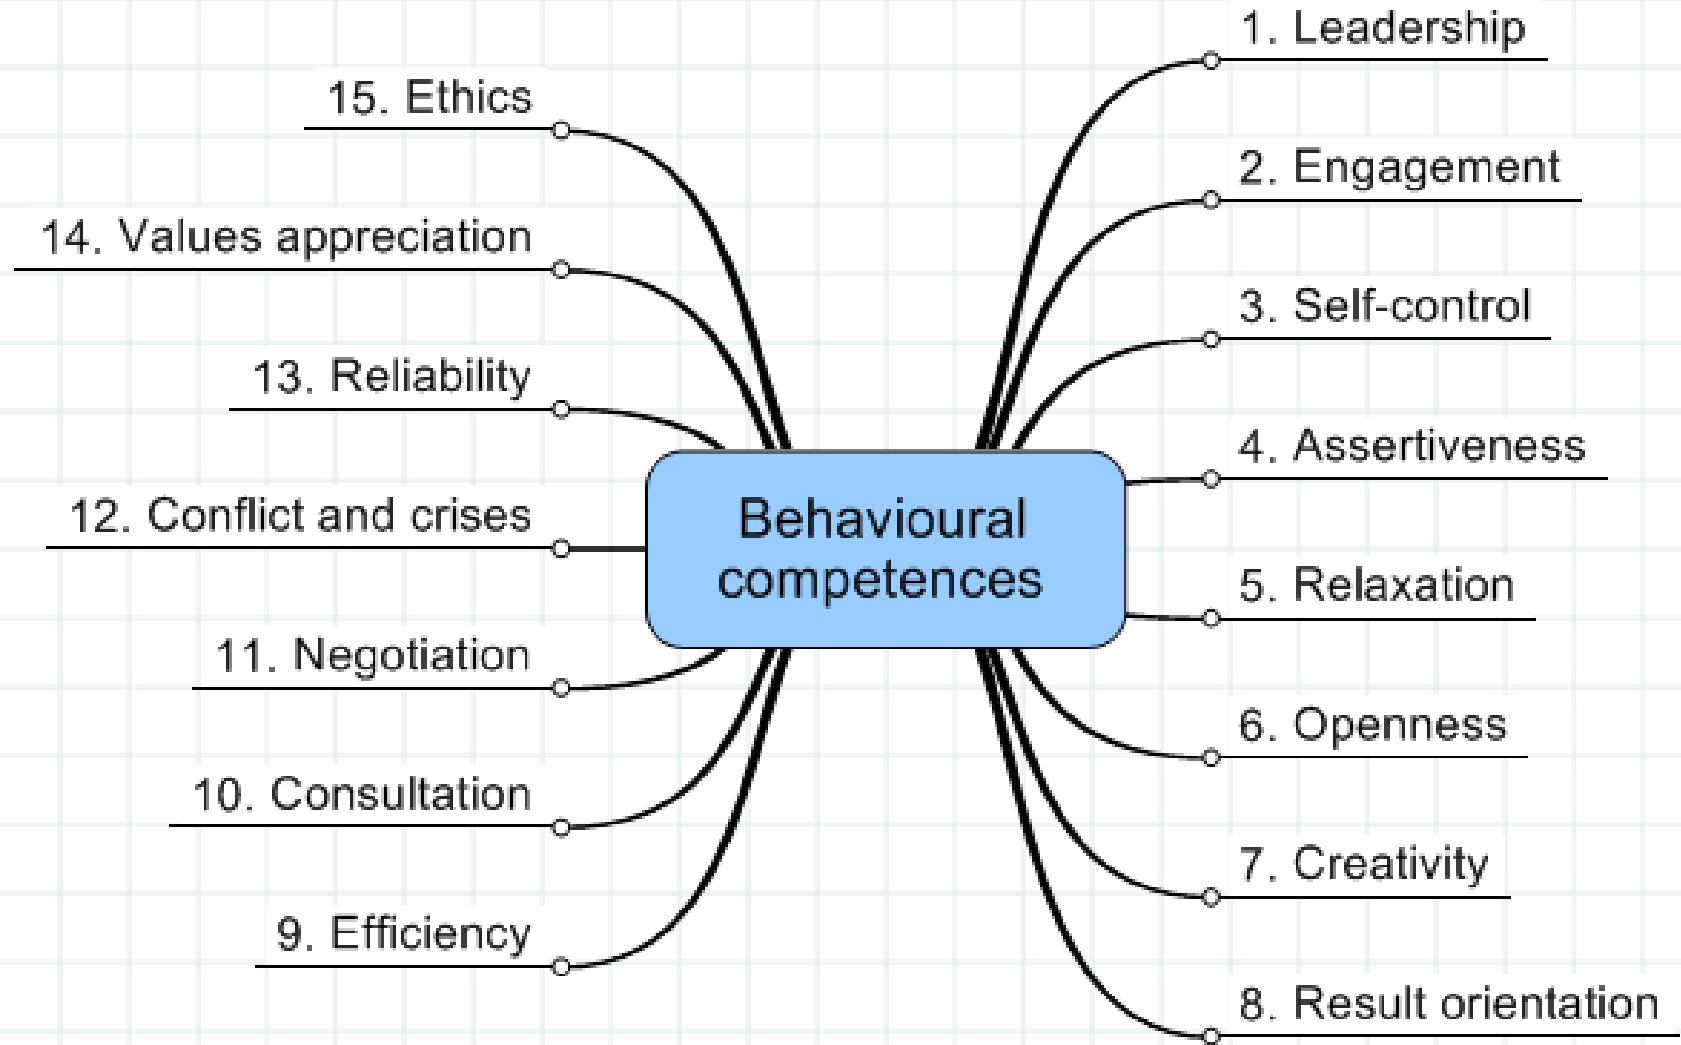 Behavioural
competences
1. Leadership
2. Engagement
3. Self-control
4. Assertiveness
5. Relaxation
6. Openness
7. Creativity
8. Result orientation
9. Efficiency
10. Consultation
11. Negotiation
12. Conflict and crises
13. Reliability
14. Values appreciation
15. Ethics